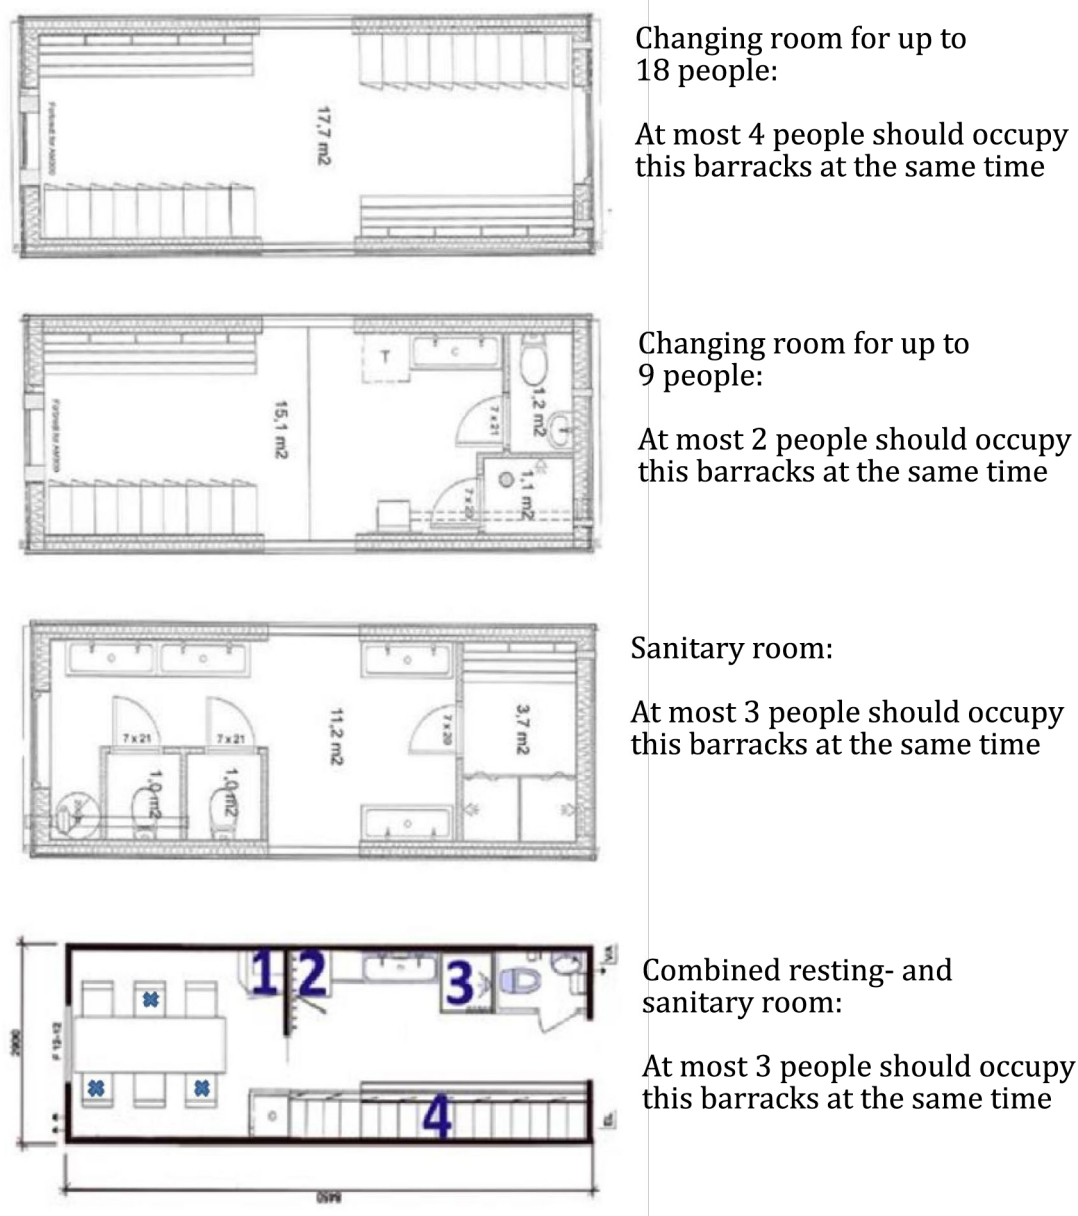 Changing room for up to
18 people:
At most 4 people should occupy
this barracks at the same time
17,7 m2
Changing room for up to
9 people:
At most 2 people should occupy
this barracks at the same time
T
C
15,1 m2
7 x 21
1,2 m2
1,1 m2
Sanitary room:
At most 3 people should occupy
this barracks at the same time
7 x 21
7 x 21
11,2 m2
7 x 20
3,7 m2
1,0 m2
1,0 m2
Combined resting- and
sanitary room:
At most 3 people should occupy
this barracks at the same time
1
2
3
4
VA
EL
2900
8450